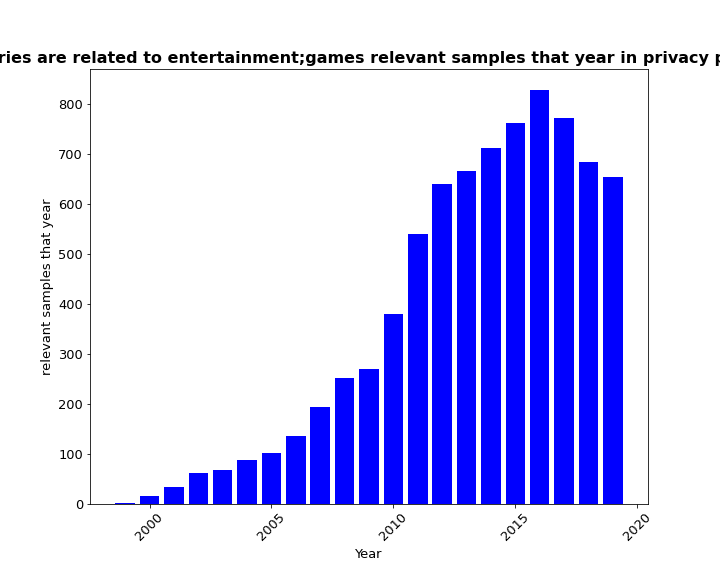 ries are related to entertainment;games relevant samples that year in privacy p
800
700
600
500
400
300
200
100
0
relevant samples that year
2000 2005 2010 2015 2020
Year